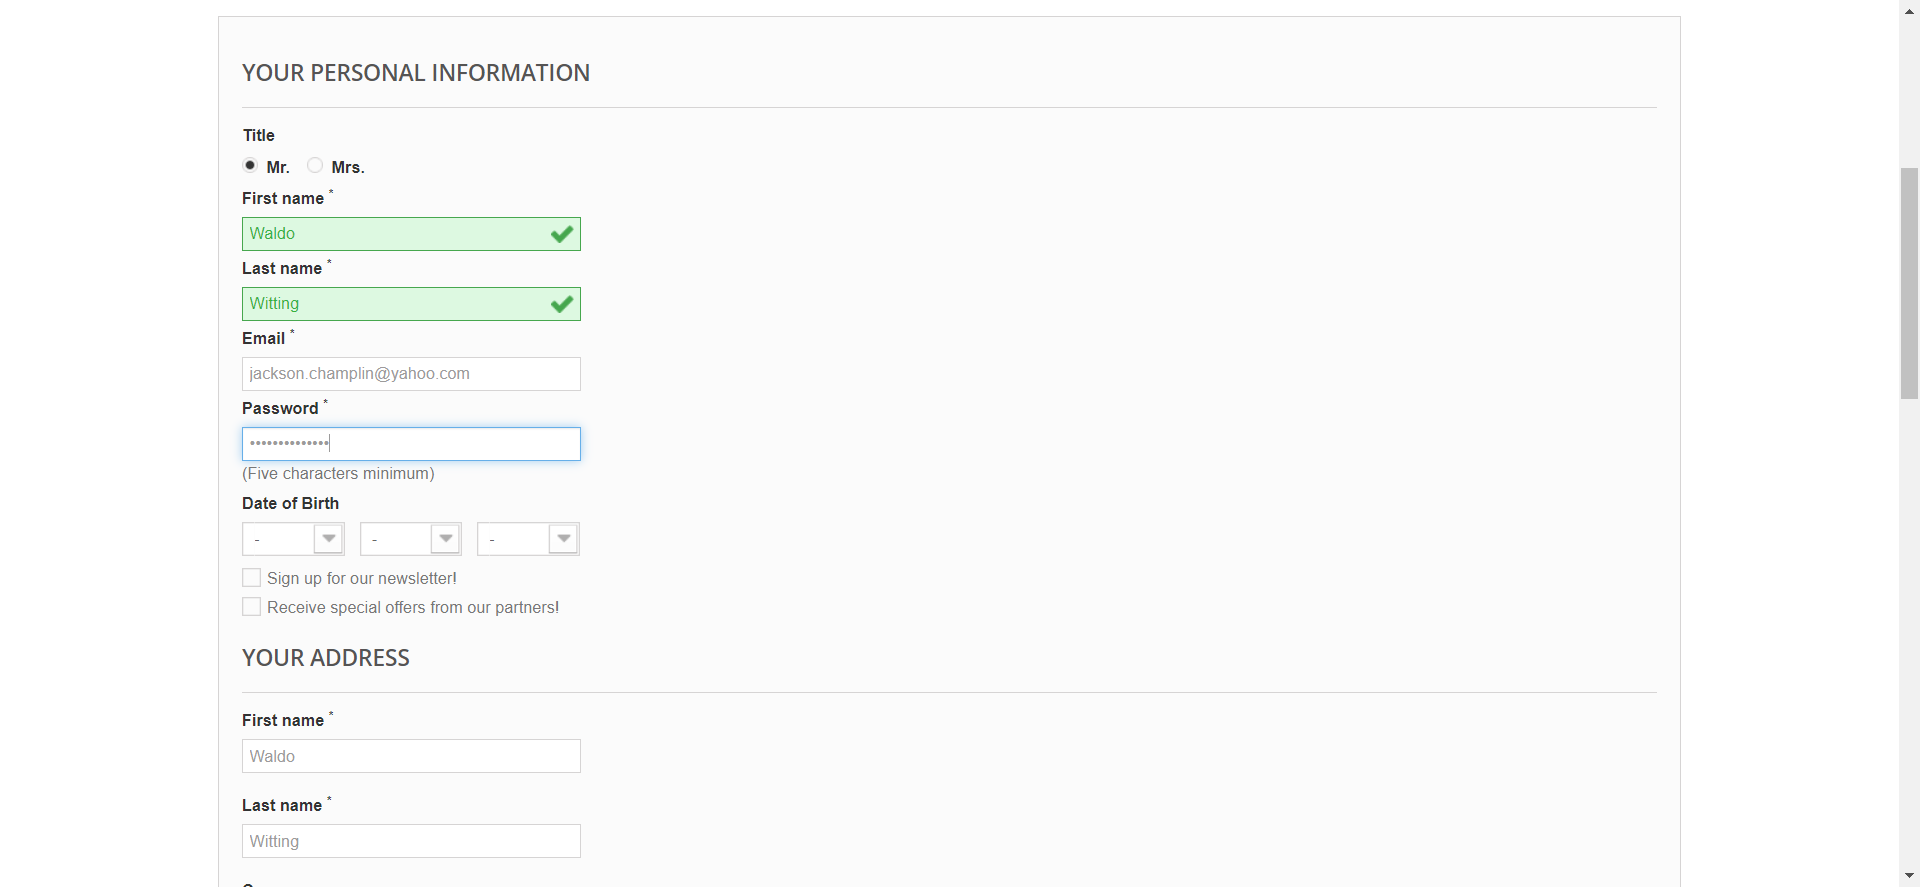 YOUR PERSONAL INFORMATION
Title
Mr. Mrs.
First name *
Waldo
Last name *
Witting
Email *
jackson.champlin@yahoo.com
Password *
••••••••••••••
(Five characters minimum)
Date of Birth
- - -
Sign up for our newsletter!
Receive special offers from our partners!
YOUR ADDRESS
First name *
Waldo
Last name *
Witting